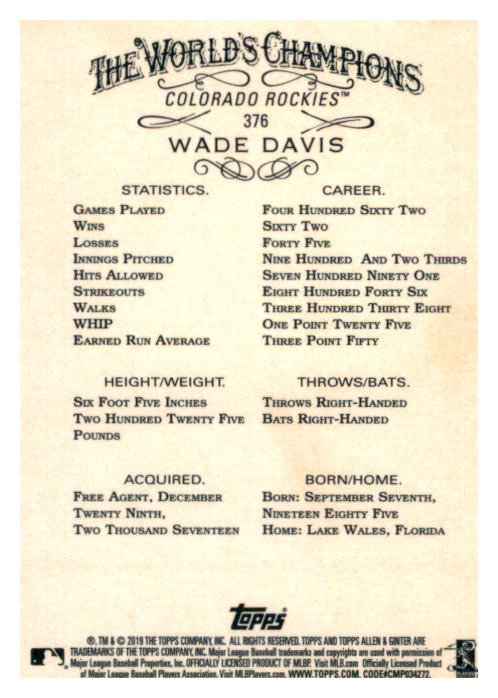 THE WORLD'S CHAMPIONS
COLORADO ROCKIES™
376
WADE DAVIS
STATISTICS. CAREER.
GAMES PLAYED FOUR HUNDRED SIXTY TWO
WINS SIXTY TWO
LOSSES FORTY FIVE
INNINGS PITCHED NINE HUNDRED AND TWO THIRDS
HITS ALLOWED SEVEN HUNDRED NINETY ONE
STRIKEOUTS EIGHT HUNDRED FORTY SIX
WALKS THREE HUNDRED THIRTY EIGHT
WHIP ONE POINT TWENTY FIVE
EARNED RUN AVERAGE THREE POINT FIFTY
HEIGHT/WEIGHT. THROWS/BATS.
SIX FOOT FIVE INCHES THROWS RIGHT-HANDED
TWO HUNDRED TWENTY FIVE BATS RIGHT-HANDED
POUNDS
ACQUIRED. BORN/HOME.
FREE AGENT, DECEMBER BORN: SEPTEMBER SEVENTH,
TWENTY NINTH, NINETEEN EIGHTY FIVE
TWO THOUSAND SEVENTEEN HOME: LAKE WALES, FLORIDA
Topps
®, TM & © 2019 THE TOPPS COMPANY, INC. ALL RIGHTS RESERVED. TOPPS AND TOPPS ALLEN & GINTER ARE
TRADEMARKS OF THE TOPPS COMPANY, INC. Major League Baseball trademarks and copyrights are used with permission of
Major League Baseball Properties, Inc. OFFICIALLY LICENSED PRODUCT OF MLBP. Visit MLB.com Officially Licensed Product
of Major League Baseball Players Association. Visit MLBPlayers.com. WWW.TOPPS.COM. CODE#CMP034272.